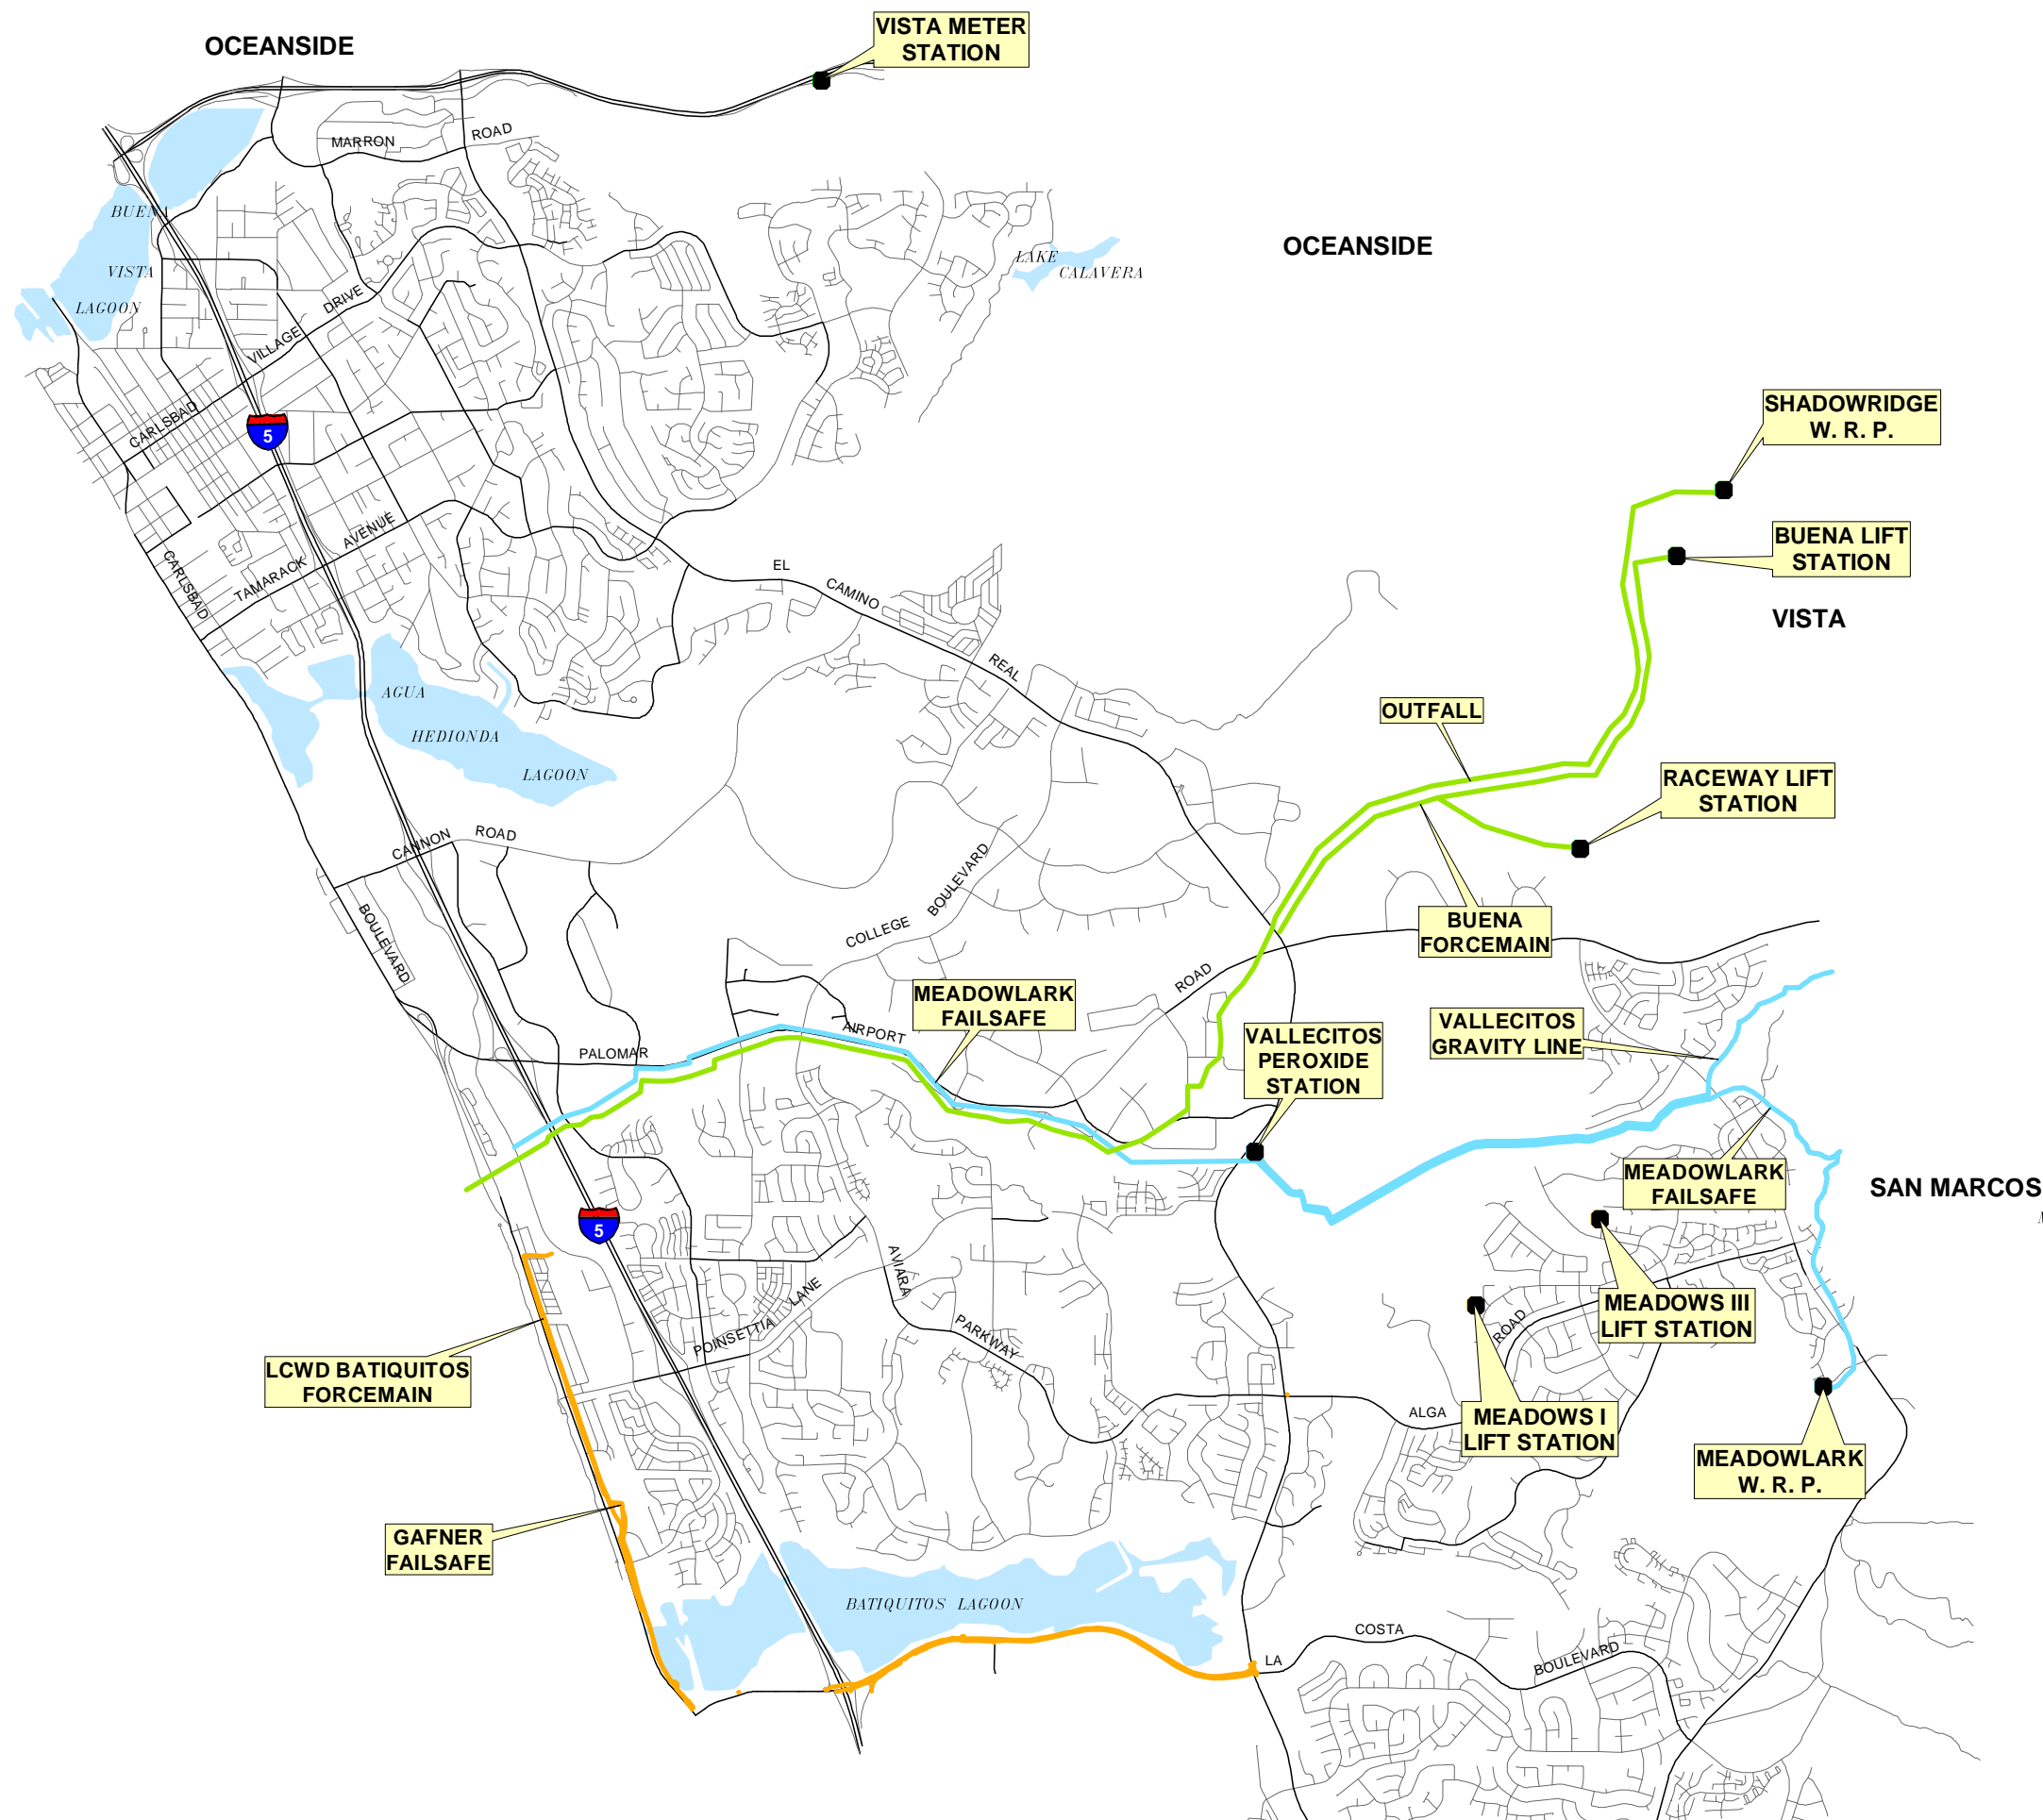 OCEANSIDE
VISTA METER
STATION
MARRON
ROAD
BUENA
VISTA
LAGOON
OCEANSIDE
LAKE
CALAVERA
DRIVE
VILLAGE
CARLSBAD
5
SHADOWRIDGE
W. R. P.
BUENA LIFT
STATION
VISTA
AVENUE
TAMARACK
CARLSBAD
EL
CAMINO
REAL
AGUA
HEDIONDA
LAGOON
OUTFALL
RACEWAY LIFT
STATION
CANNON
ROAD
BOULEVARD
COLLEGE
BOULEVARD
BUENA
FORCEMAIN
ROAD
MEADOWLARK
FAILSAFE
AIRPORT
PALOMAR
VALLECITOS
PEROXIDE
STATION
VALLECITOS
GRAVITY LINE
MEADOWLARK
FAILSAFE
SAN MARCOS
5
AVIARA
PARKWAY
POINSETTIA
LANE
MEADOWS III
LIFT STATION
ROAD
LCWD BATIQUITOS
FORCEMAIN
ALGA
MEADOWS I
LIFT STATION
MEADOWLARK
W. R. P.
GAFNER
FAILSAFE
BATIQUITOS LAGOON
LA
COSTA
BOULEVARD